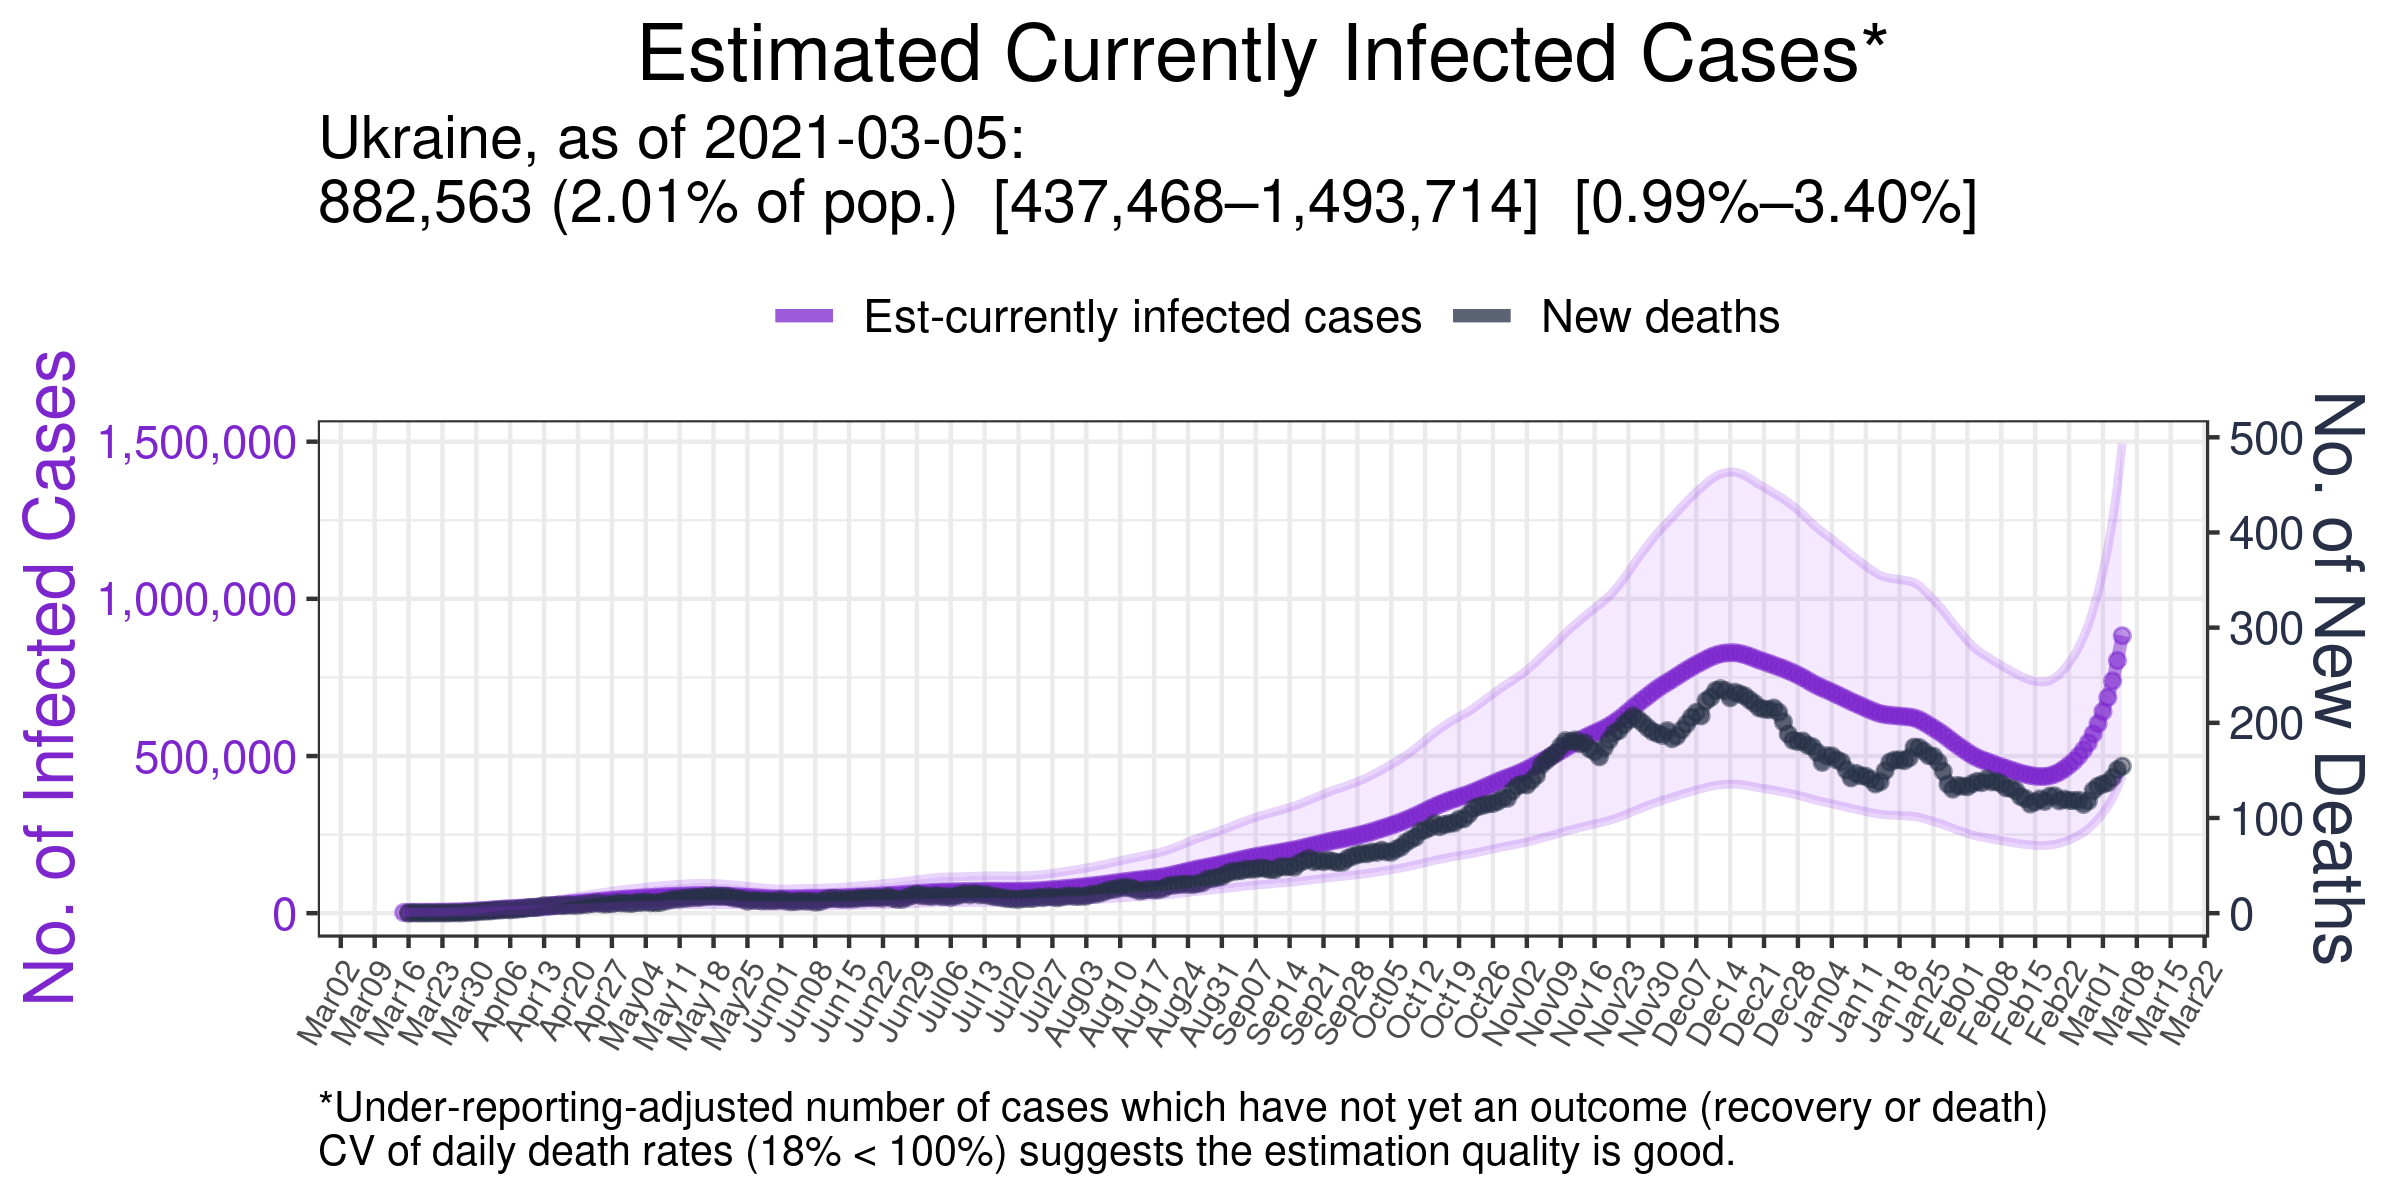 Estimated Currently Infected Cases*
Ukraine, as of 2021-03-05:
882,563 (2.01% of pop.) [437,468–1,493,714] [0.99%–3.40%]
Est-currently infected cases
New deaths
No. of Infected Cases
1,500,000
1,000,000
500,000
0
500
400
300
200
100
0
No. of New Deaths
Mar02
Mar09
Mar16
Mar23
Mar30
Apr06
Apr13
Apr20
Apr27
May04
May11
May18
May25
Jun01
Jun08
Jun15
Jun22
Jun29
Jul06
Jul13
Jul20
Jul27
Aug03
Aug10
Aug17
Aug24
Aug31
Sep07
Sep14
Sep21
Sep28
Oct05
Oct12
Oct19
Oct26
Nov02
Nov09
Nov16
Nov23
Nov30
Dec07
Dec14
Dec21
Dec28
Jan04
Jan11
Jan18
Jan25
Feb01
Feb08
Feb15
Feb22
Mar01
Mar08
Mar15
Mar22
*Under-reporting-adjusted number of cases which have not yet an outcome (recovery or death)
CV of daily death rates (18% < 100%) suggests the estimation quality is good.